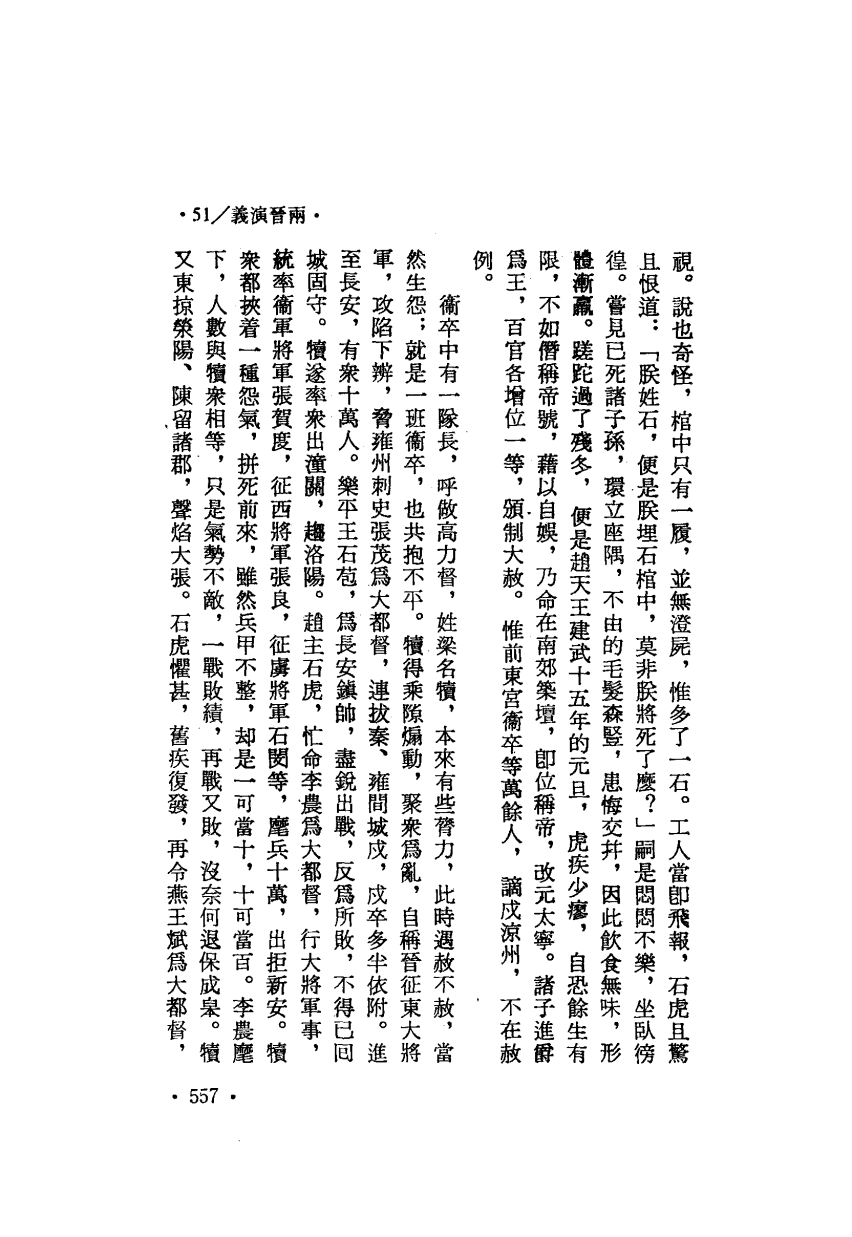 •51／義演晉兩•
視。說也奇怪，棺中只有一履，並無澄屍，惟多了一石。工人當卽飛報，石虎且驚
且恨道：「朕姓石，便是朕埋石棺中，莫非朕將死了麼？」嗣是悶悶不樂，坐臥徬
徨。嘗見已死諸子孫，環立座隅，不由的毛髮森豎，患悔交幷，因此飲食無味，形
體漸羸。蹉跎過了殘冬，便是趙天王建武十五年的元旦，虎疾少瘳，自恐餘生有
限，不如僭稱帝號，藉以自娛，乃命在南郊築壇，卽位稱帝，改元太寧。諸子進爵
爲王，百官各增位一等，頒制大赦。惟前東宮衞卒等萬餘人，謫戍涼州，不在赦
例。
衞卒中有一隊長，呼做高力督，姓梁名犢，本來有些膂力，此時遇赦不赦，當
然生怨；就是一班衞卒，也共抱不平。犢得乘隙煽動，聚衆爲亂，自稱晉征東大將
軍，攻陷下辨，脅雍州刺史張茂爲大都督，連拔秦、雍間城戍，戍卒多半依附。進
至長安，有衆十萬人。樂平王石苞，爲長安鎮帥，盡銳出戰，反爲所敗，不得已回
城固守。犢遂率衆出潼關，趨洛陽。趙主石虎，忙命李農爲大都督，行大將軍事，
統率衞軍將軍張賀度，征西將軍張良，征虜將軍石閔等，麾兵十萬，出拒新安。犢
衆都挾着一種怨氣，拼死前來，雖然兵甲不整，却是一可當十，十可當百。李農麾
下，人數與犢衆相等，只是氣勢不敵，一戰敗績，再戰又敗，沒奈何退保成皋。犢
又東掠滎陽、陳留諸郡，聲焰大張。石虎懼甚，舊疾復發，再令燕王斌爲大都督，
•557•